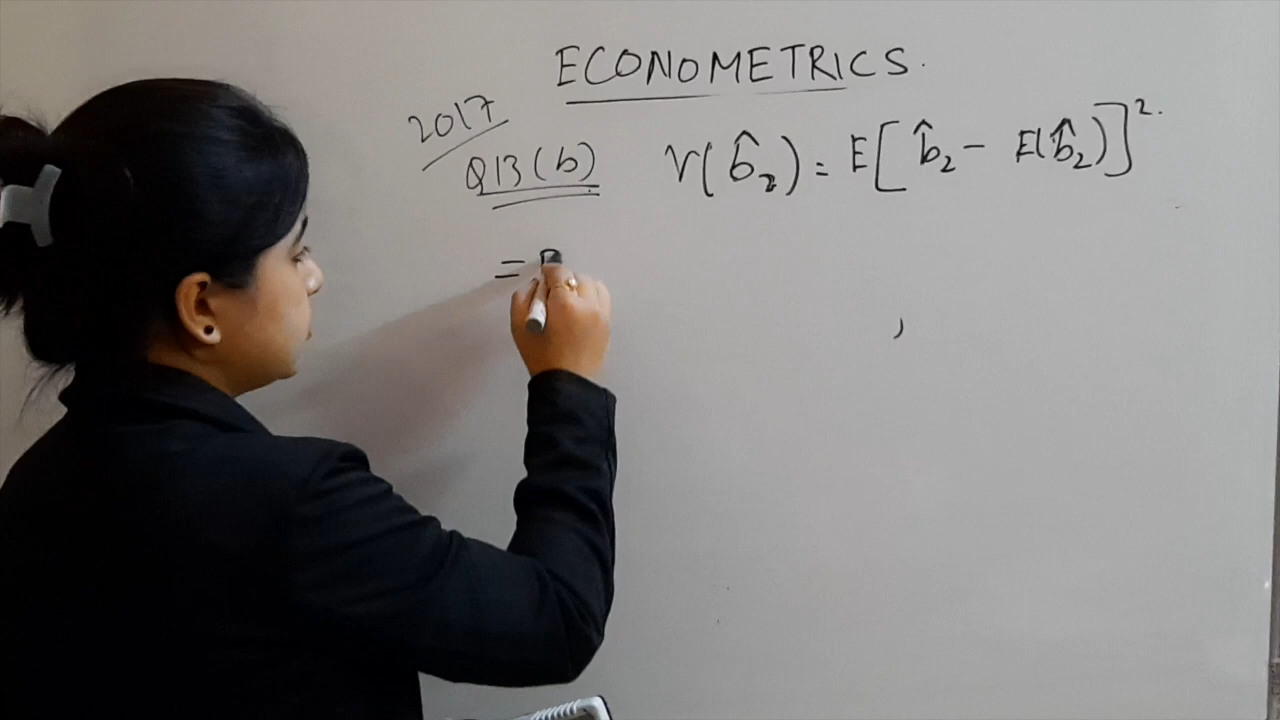 ECONOMETRICS.
2017
Q13(b) V(b̂₂) = E[b̂₂ - E(b̂₂)]².
=